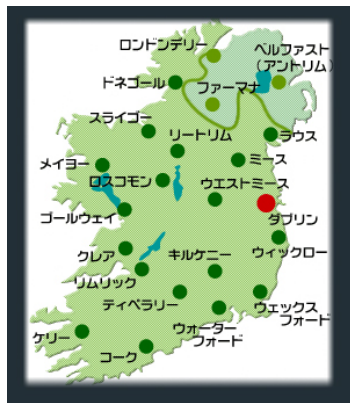 ロンドンデリー
ベルファスト
（アントリム）
ドネゴール
ファーマナ
スライゴー
リートリム
ラウス
メイヨー
ミース
ロスコモン
ウエストミース
ゴールウェイ
ダブリン
クレア
キルケニー
ウィックロー
リムリック
ティペラリー
ウェックス
フォード
ウォーター
フォード
ケリー
コーク